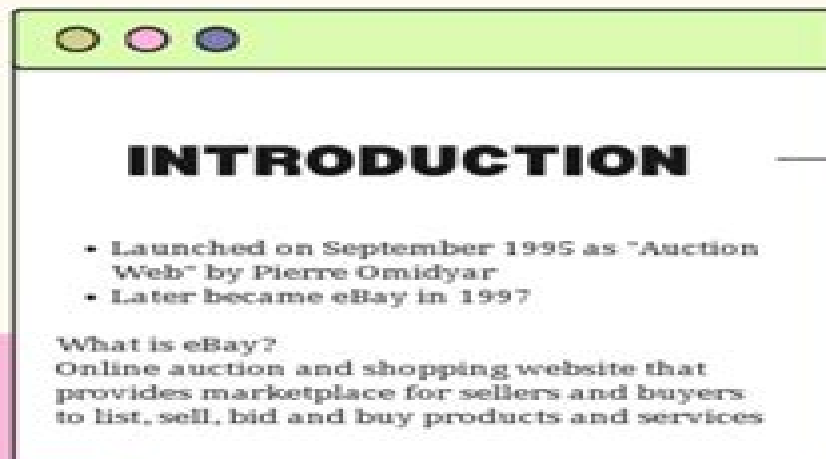 INTRODUCTION
• Launched on September 1995 as "Auction
Web" by Pierre Omidyar
• Later became eBay in 1997
What is eBay?
Online auction and shopping website that
provides marketplace for sellers and buyers
to list, sell, bid and buy products and services